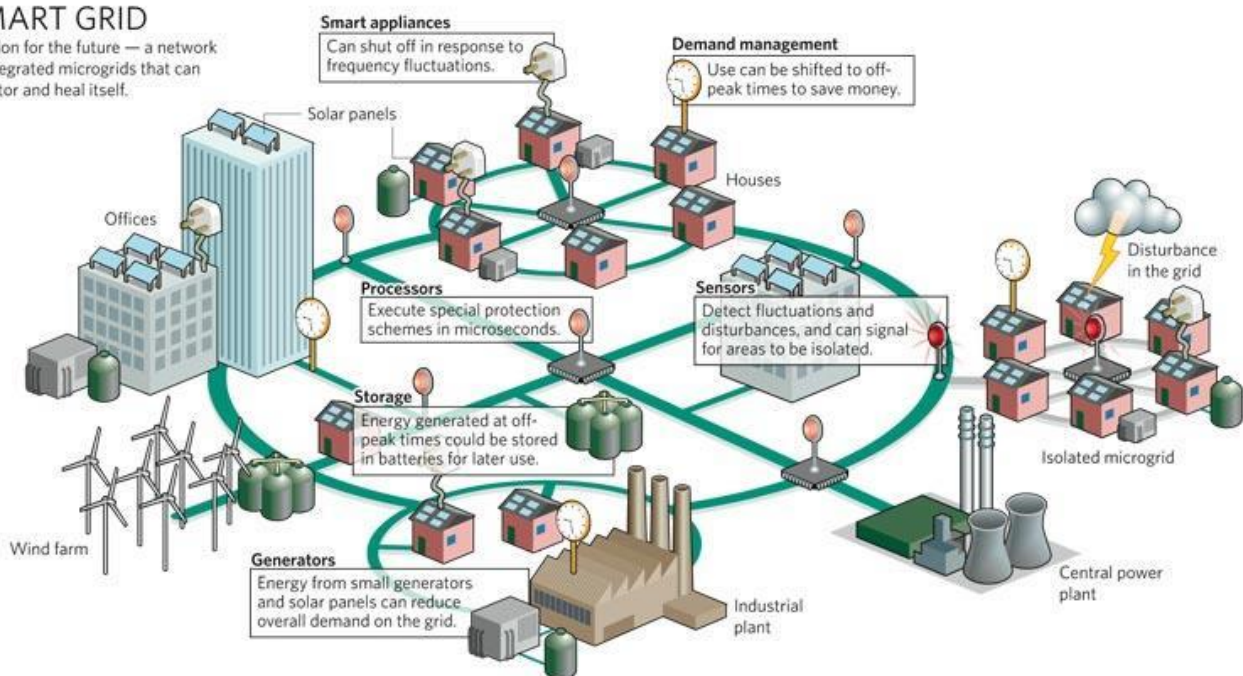 MART GRID
on for the future — a network
egrated microgrids that can
tor and heal itself.
Smart appliances
Can shut off in response to
frequency fluctuations.
Demand management
Use can be shifted to off-
peak times to save money.
Solar panels
Houses
Offices
Disturbance
in the grid
Processors
Execute special protection
schemes in microseconds.
Sensors
Detect fluctuations and
disturbances, and can signal
for areas to be isolated.
Storage
Energy generated at off-
peak times could be stored
in batteries for later use.
Isolated microgrid
Wind farm
Generators
Energy from small generators
and solar panels can reduce
overall demand on the grid.
Industrial
plant
Central power
plant